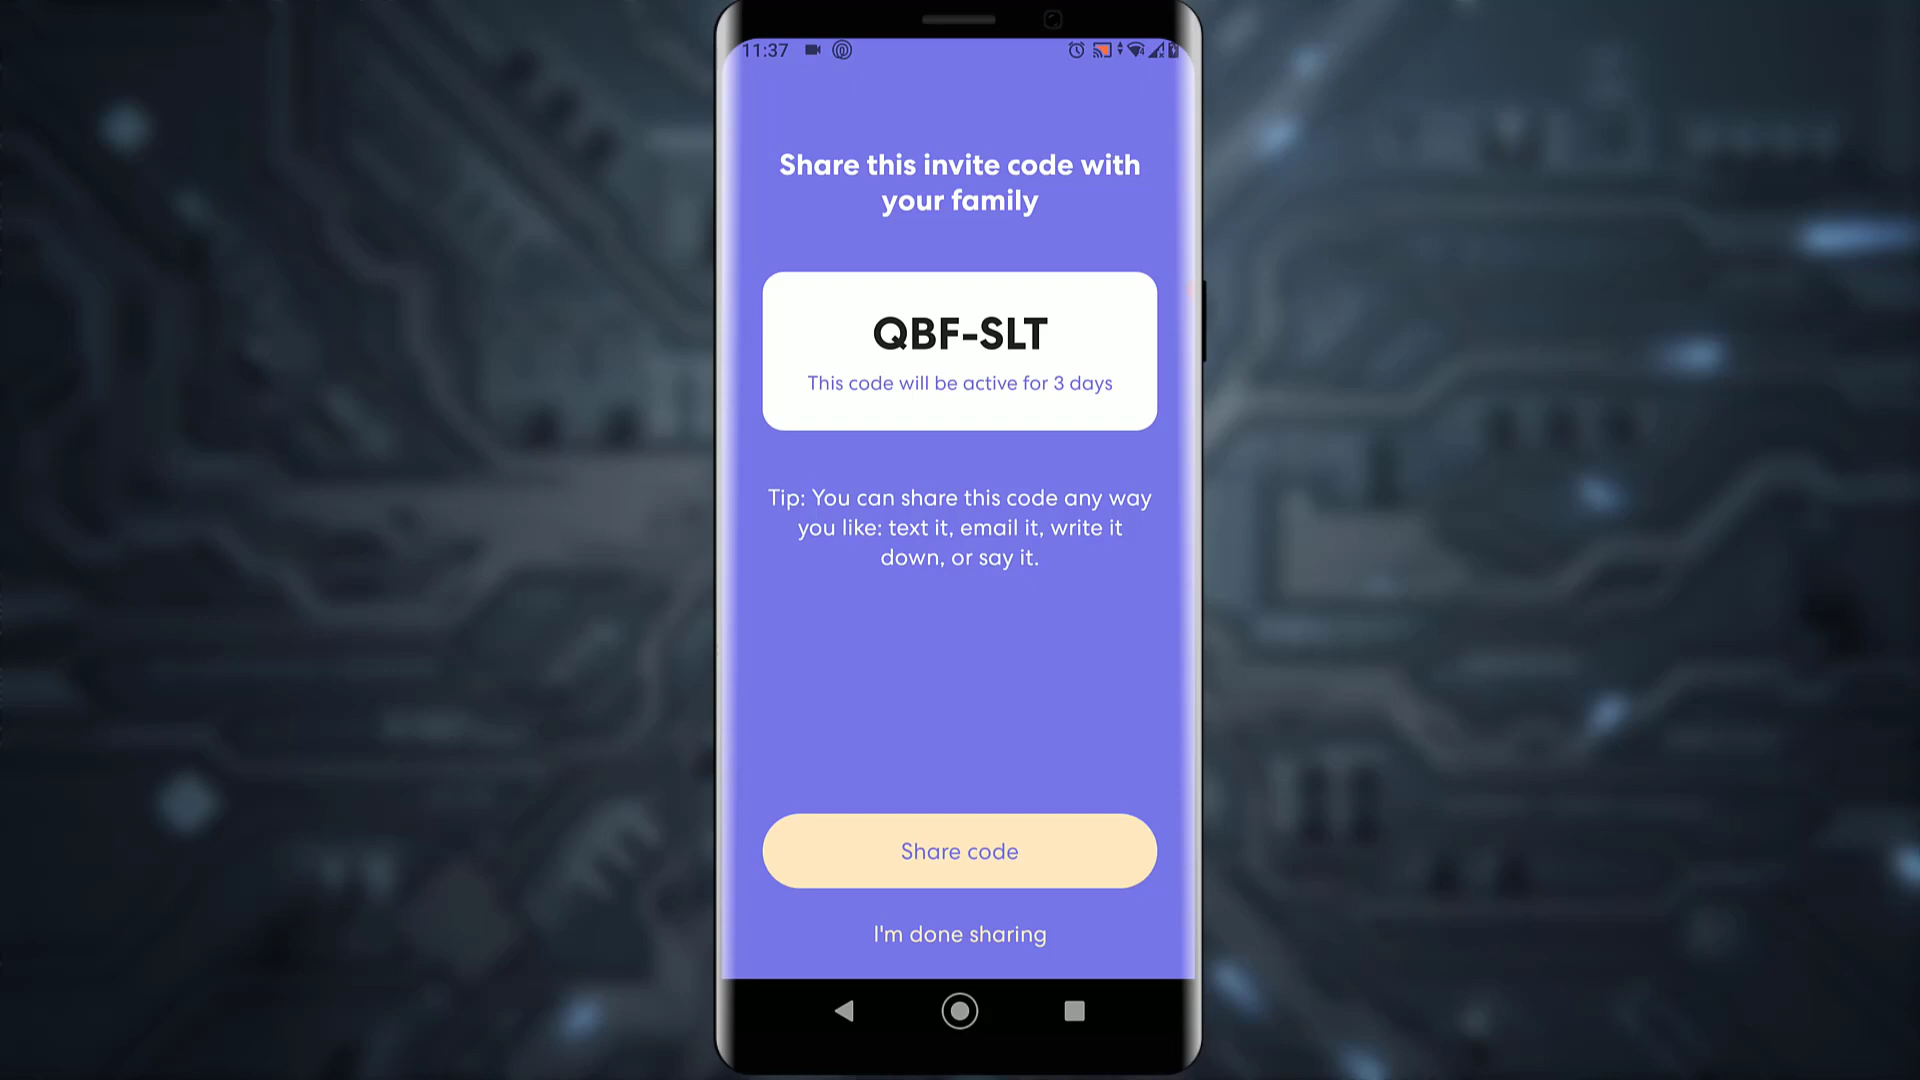 11:37
Share this invite code with
your family
QBF-SLT
This code will be active for 3 days
Tip: You can share this code any way
you like: text it, email it, write it
down, or say it.
Share code
I'm done sharing